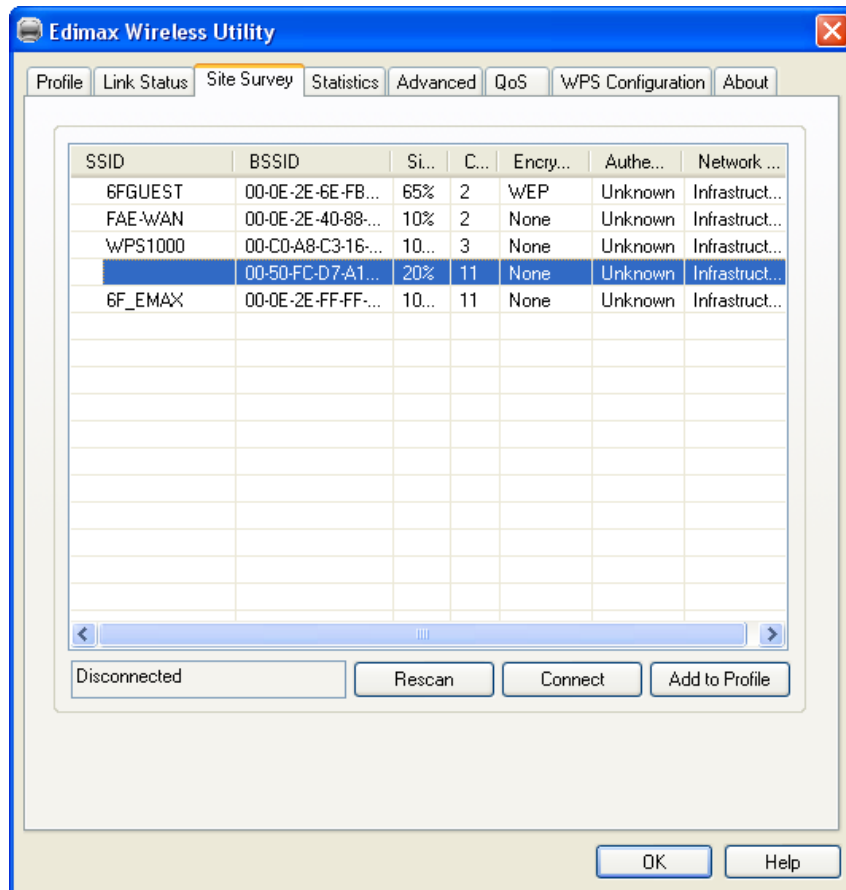 Edimax Wireless Utility
Profile Link Status Site Survey Statistics Advanced QoS WPS Configuration About
SSID BSSID Si... C... Encry... Authe... Network ...
6FGUEST 00-0E-2E-6E-FB... 65% 2 WEP Unknown Infrastruct...
FAE-WAN 00-0E-2E-40-88-... 10% 2 None Unknown Infrastruct...
WPS1000 00-C0-A8-C3-16-... 10... 3 None Unknown Infrastruct...
00-50-FC-D7-A1... 20% 11 None Unknown Infrastruct...
6F_EMAX 00-0E-2E-FF-FF-... 10... 11 None Unknown Infrastruct...
Disconnected Rescan Connect Add to Profile
OK Help